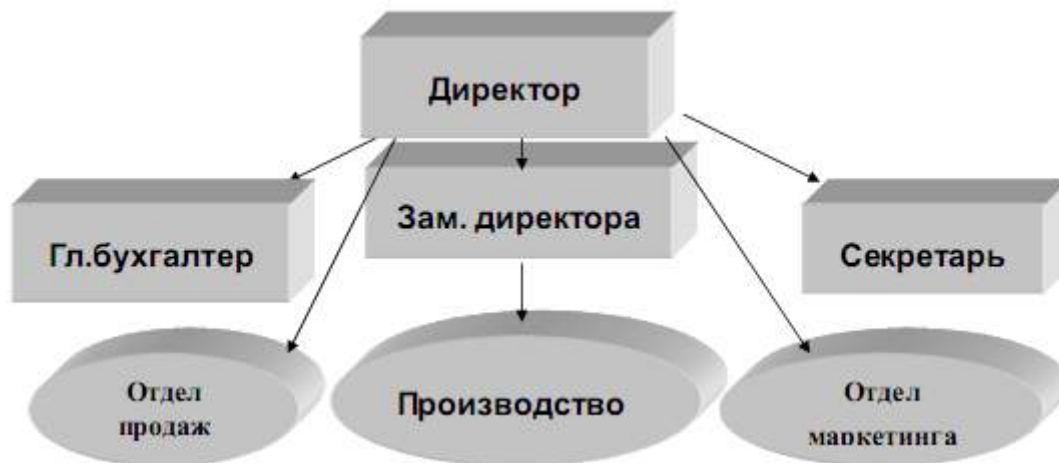 Директор
Зам. директора
Гл.бухгалтер
Секретарь
Отдел
продаж
Производство
Отдел
маркетинга